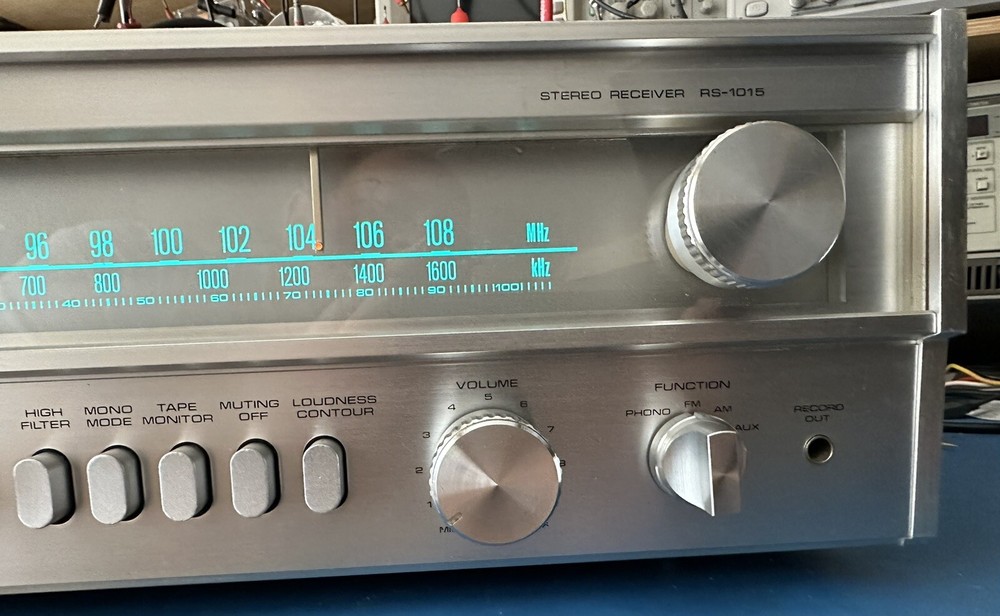 STEREO RECEIVER RS-1015
96 98 100 102 104 106 108 MHz
700 800 1000 1200 1400 1600 kHz
40 50 60 70 80 90 100
HIGH
FILTER
MONO
MODE
TAPE
MONITOR
MUTING
OFF
LOUDNESS
CONTOUR
VOLUME
1 2 3 4 5 6 7 8
FUNCTION
PHONO FM AM AUX
RECORD
OUT